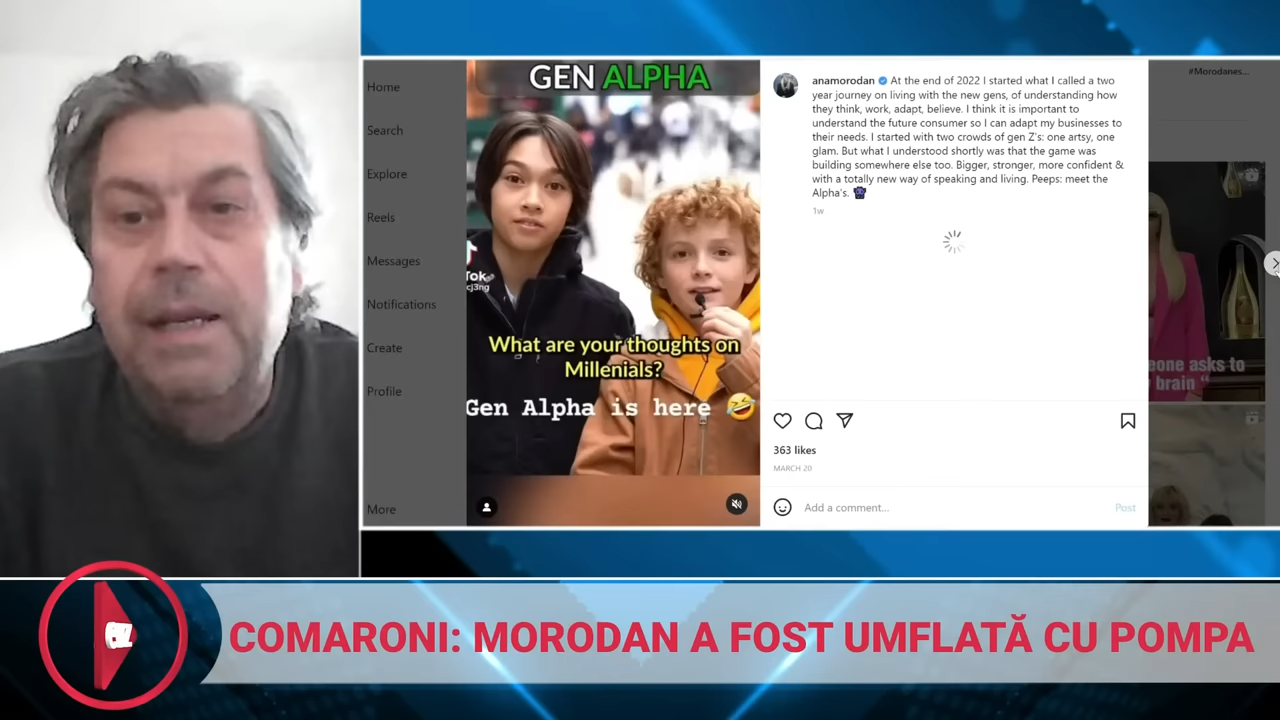 Home
Search
Explore
Reels
Messages
Notifications
Create
Profile
More
GEN ALPHA
Tok
cj3ng
What are your thoughts on
Millenials?
Gen Alpha is here 🤣
anamorodan At the end of 2022 I started what I called a two
year journey on living with the new gens, of understanding how
they think, work, adapt, believe. I think it is important to
understand the future consumer so I can adapt my businesses to
their needs. I started with two crowds of gen Z's: one artsy, one
glam. But what I understood shortly was that the game was
building somewhere else too. Bigger, stronger, more confident &
with a totally new way of speaking and living. Peeps: meet the
Alpha's.
1w
363 likes
MARCH 20
Add a comment...
Post
#Morodanes...
eone asks to
brain "
COMARONI: MORODAN A FOST UMFLATĂ CU POMPA